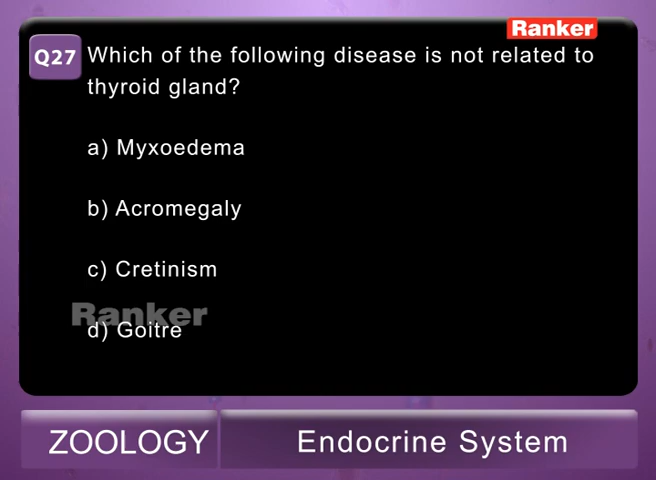 Ranker
Q27 Which of the following disease is not related to
thyroid gland?
a) Myxoedema
b) Acromegaly
c) Cretinism
Ranker
d) Goitre
ZOOLOGY Endocrine System